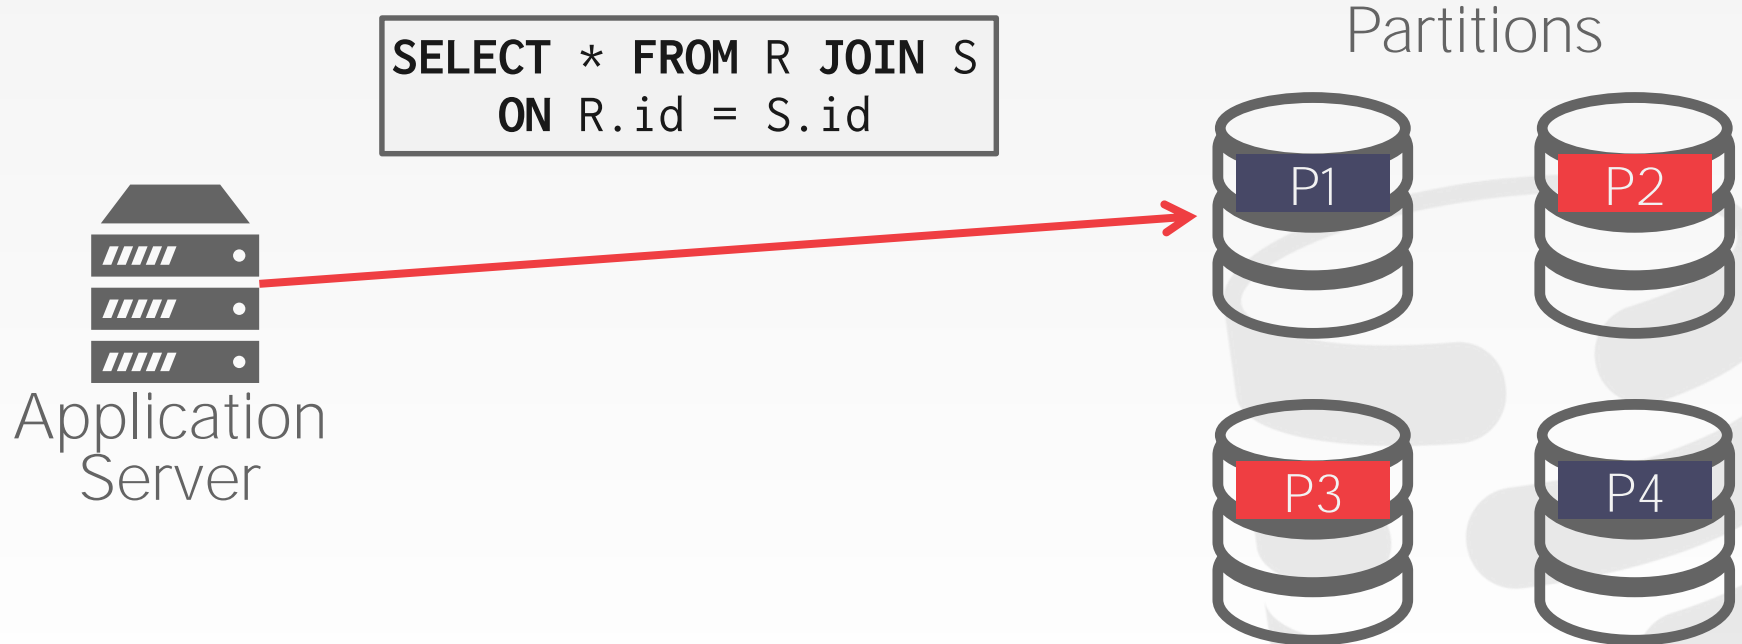 SELECT * FROM R JOIN S
ON R.id = S.id
Partitions
P1
P2
Application
Server
P3
P4